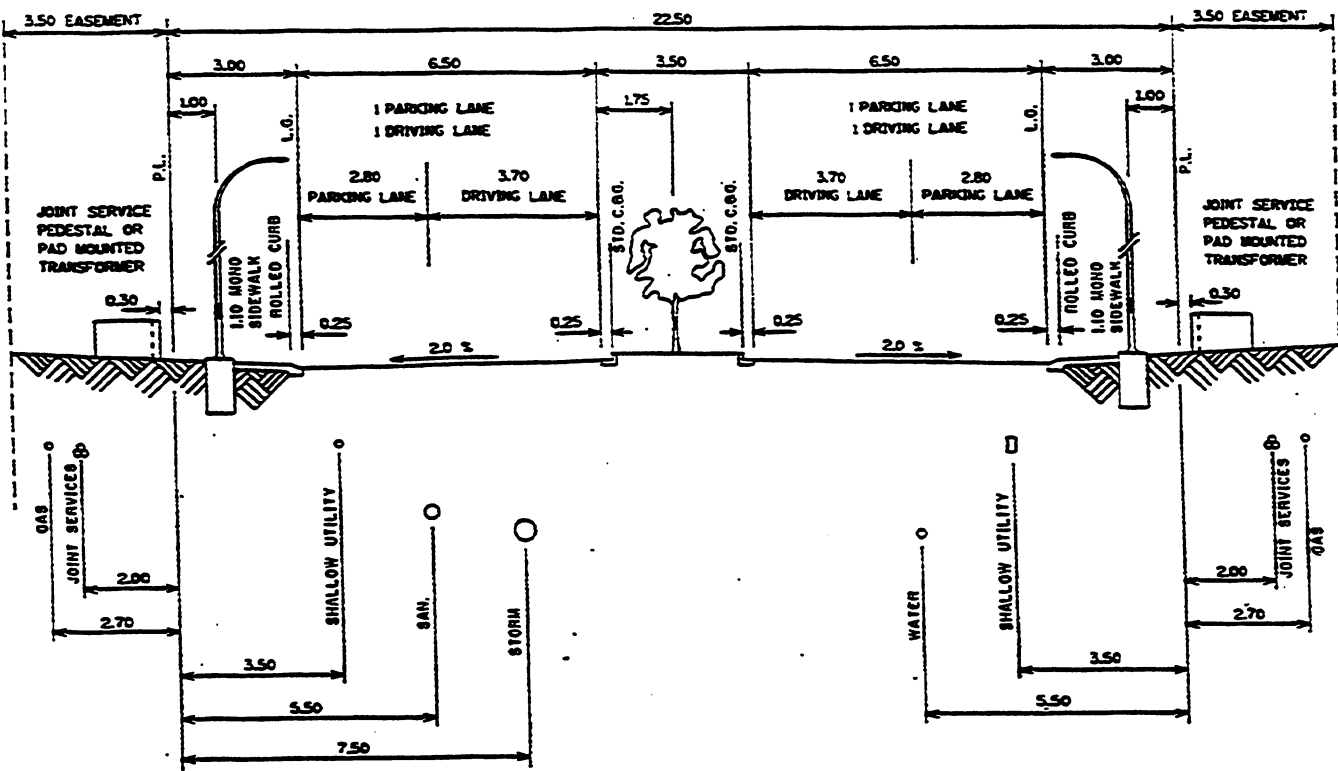 3.50 EASEMENT
22.50
3.50 EASEMENT
3.00
6.50
3.50
6.50
3.00
1.00
1.75
1.00
1 PARKING LANE
1 DRIVING LANE
1 PARKING LANE
1 DRIVING LANE
P.L.
L.G.
L.G.
P.L.
2.80
PARKING LANE
3.70
DRIVING LANE
STD. C.&G.
STD. C.&G.
3.70
DRIVING LANE
2.80
PARKING LANE
JOINT SERVICE
PEDESTAL OR
PAD MOUNTED
TRANSFORMER
JOINT SERVICE
PEDESTAL OR
PAD MOUNTED
TRANSFORMER
1.10 MONO
SIDEWALK
ROLLED CURB
ROLLED CURB
1.10 MONO
SIDEWALK
0.30
0.25
0.25
0.25
0.25
0.30
2.0 %
2.0 %
GAS
JOINT SERVICES
SHALLOW UTILITY
SAN.
STORM
WATER
SHALLOW UTILITY
JOINT SERVICES
GAS
2.00
2.00
2.70
2.70
3.50
3.50
5.50
5.50
7.50